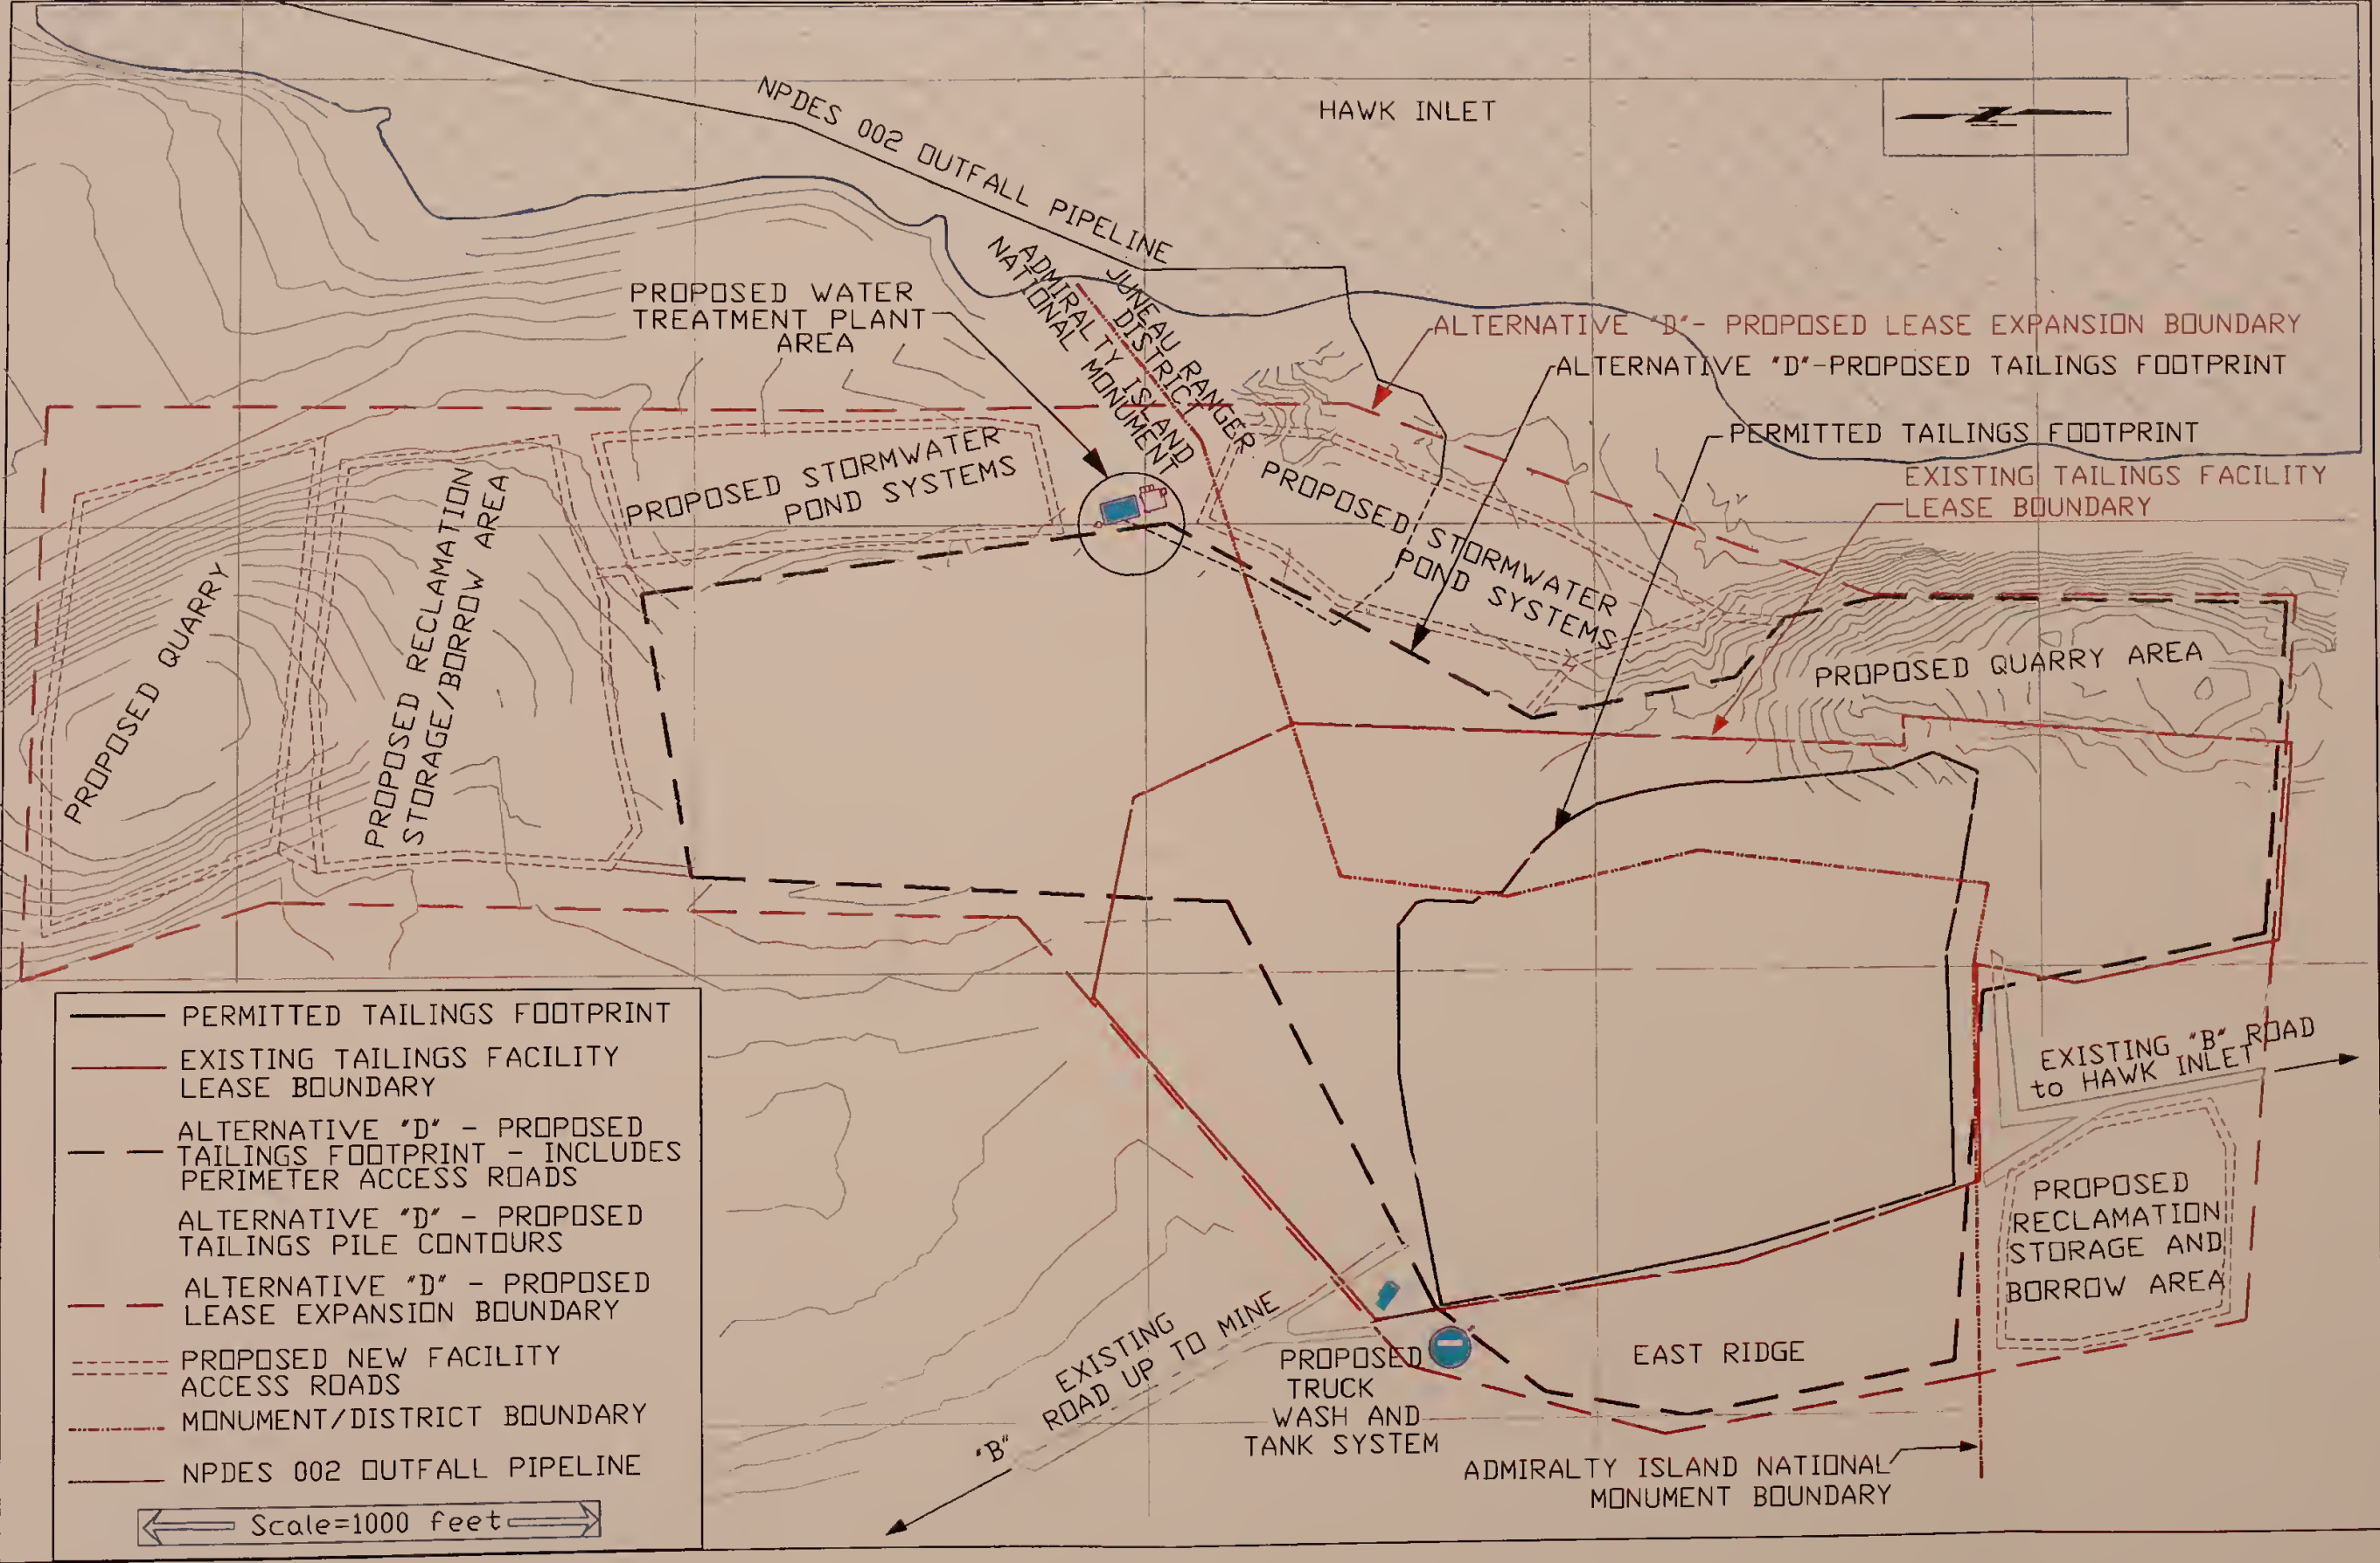 HAWK INLET
NPDES 002 OUTFALL PIPELINE
PROPOSED WATER
TREATMENT PLANT
AREA
JUNEAU RANGER
DISTRICT
ADMIRALTY ISLAND
NATIONAL MONUMENT
ALTERNATIVE "D"- PROPOSED LEASE EXPANSION BOUNDARY
ALTERNATIVE "D"-PROPOSED TAILINGS FOOTPRINT
PERMITTED TAILINGS FOOTPRINT
EXISTING TAILINGS FACILITY
LEASE BOUNDARY
PROPOSED STORMWATER
POND SYSTEMS
PROPOSED STORMWATER
POND SYSTEMS
PROPOSED QUARRY
PROPOSED RECLAMATION
STORAGE/BORROW AREA
PROPOSED QUARRY AREA
EXISTING "B" ROAD
to HAWK INLET
PROPOSED
RECLAMATION
STORAGE AND
BORROW AREA
EXISTING
"B" ROAD UP TO MINE
PROPOSED
TRUCK
WASH AND
TANK SYSTEM
EAST RIDGE
ADMIRALTY ISLAND NATIONAL
MONUMENT BOUNDARY
PERMITTED TAILINGS FOOTPRINT
EXISTING TAILINGS FACILITY
LEASE BOUNDARY
ALTERNATIVE "D" - PROPOSED
TAILINGS FOOTPRINT - INCLUDES
PERIMETER ACCESS ROADS
ALTERNATIVE "D" - PROPOSED
TAILINGS PILE CONTOURS
ALTERNATIVE "D" - PROPOSED
LEASE EXPANSION BOUNDARY
PROPOSED NEW FACILITY
ACCESS ROADS
MONUMENT/DISTRICT BOUNDARY
NPDES 002 OUTFALL PIPELINE
Scale=1000 feet